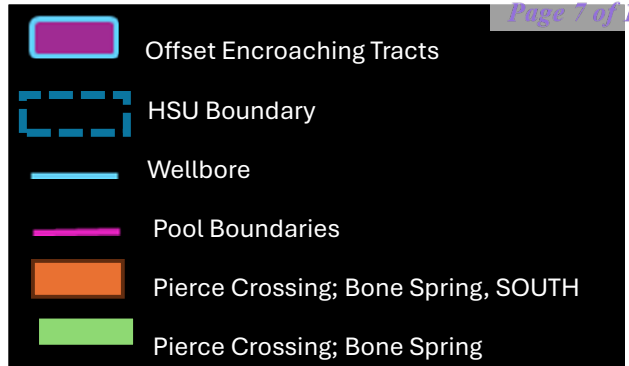 Page 7 of
Offset Encroaching Tracts
HSU Boundary
Wellbore
Pool Boundaries
Pierce Crossing; Bone Spring, SOUTH
Pierce Crossing; Bone Spring